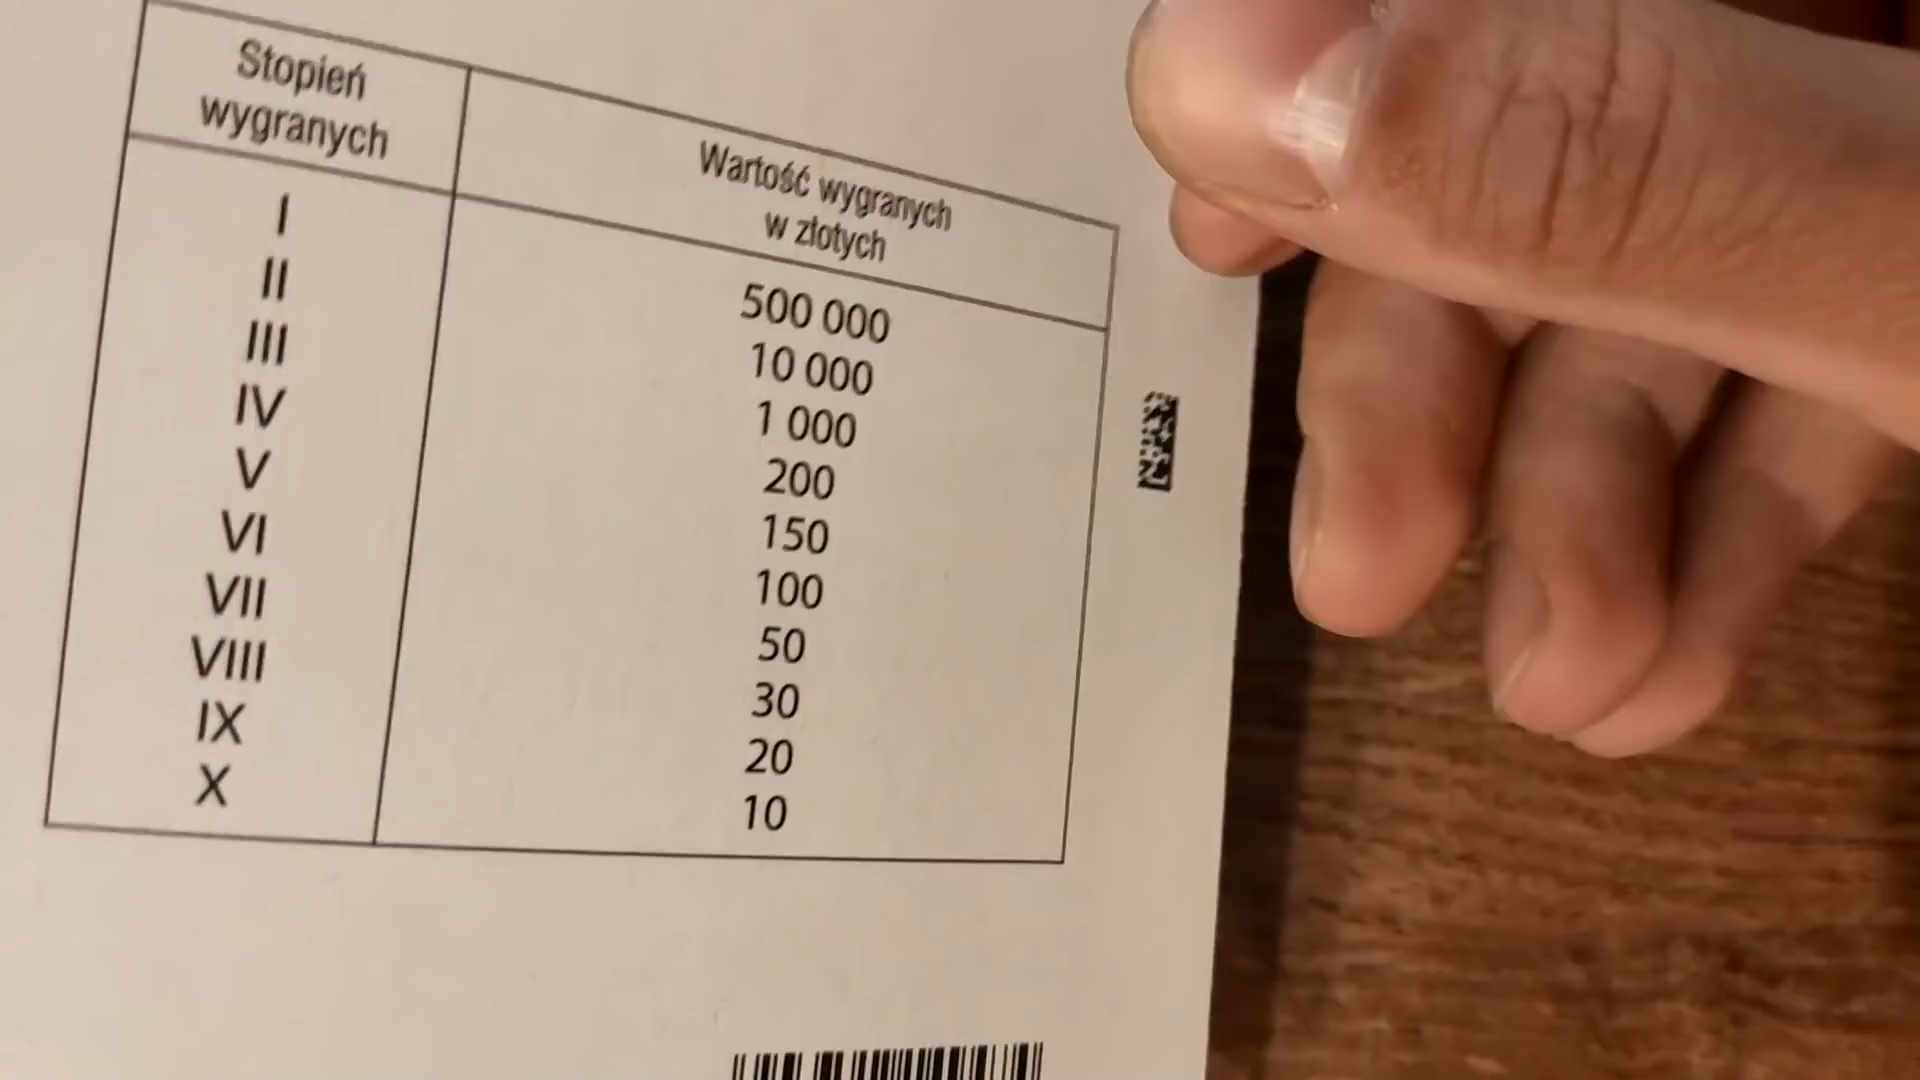 Stopień
wygranych
Wartość wygranych
w złotych
I
500 000
II
10 000
III
1 000
IV
200
V
150
VI
100
VII
50
VIII
30
IX
20
X
10